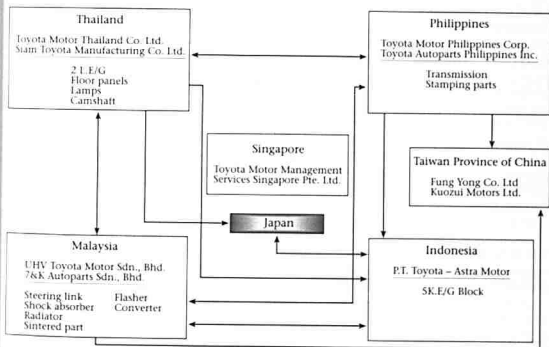 Thailand
Toyota Motor Thailand Co. Ltd.
Siam Toyota Manufacturing Co. Ltd.
2 L.E/G
Floor panels
Lamps
Camshaft
Philippines
Toyota Motor Philippines Corp.
Toyota Autoparts Philippines Inc.
Transmission
Stamping parts
Singapore
Toyota Motor Management
Services Singapore Pte. Ltd.
Taiwan Province of China
Fung Yong Co. Ltd
Kuozui Motors Ltd.
Japan
Malaysia
UHV Toyota Motor Sdn., Bhd.
7&K Autoparts Sdn., Bhd.
Steering link Flasher
Shock absorber Converter
Radiator
Sintered part
Indonesia
P.T. Toyota – Astra Motor
5K.E/G Block